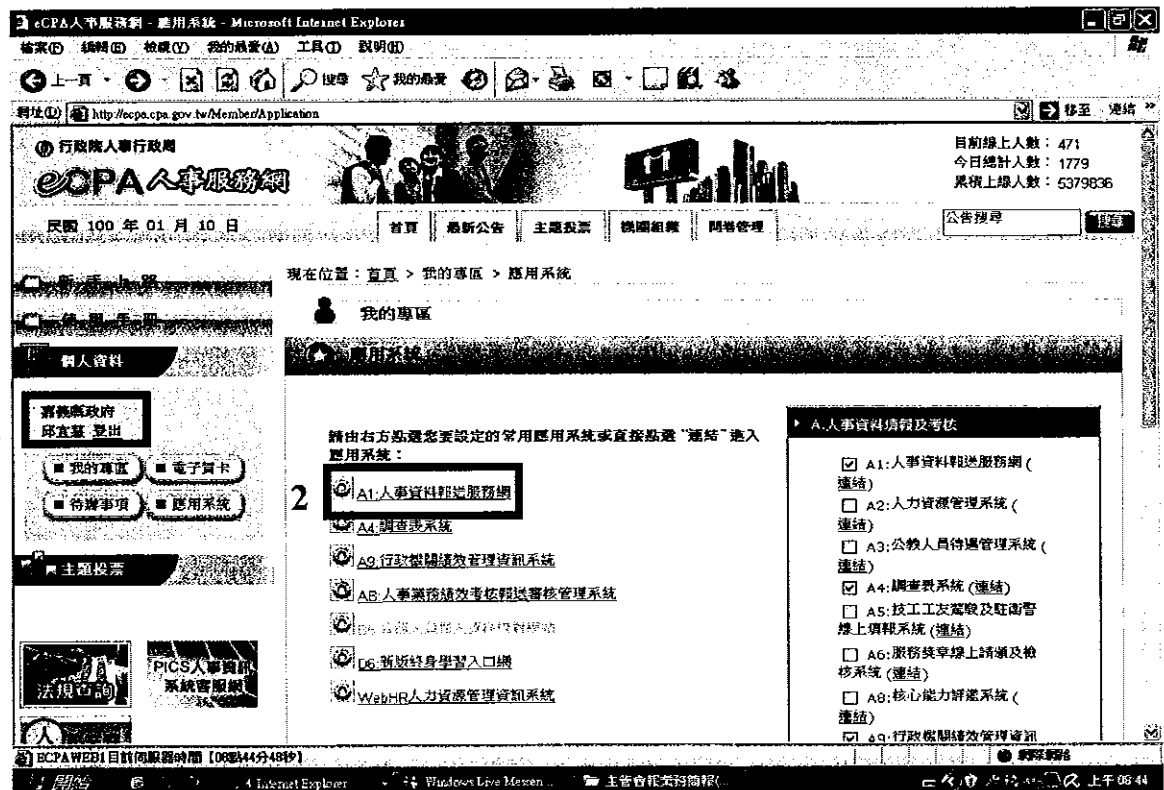 eCPA人事服務網 - 應用系統 - Microsoft Internet Explorer
檔案(F) 編輯(E) 檢視(V) 我的最愛(A) 工具(T) 說明(H)
上一頁 搜尋 我的最愛
網址(D) http://ecpa.cpa.gov.tw/Member/Application 移至 連結 »
行政院人事行政局
eCPA人事服務網
目前線上人數: 471
今日總計人數: 1779
累積上線人數: 5379836
民國 100 年 01 月 10 日
首頁 最新公告 主題投票 機關組織 問卷管理
公告搜尋 搜尋
新手上路
使用手冊
現在位置:首頁 > 我的專區 > 應用系統
我的專區
應用系統
個人資料
嘉義縣政府
登出
■ 我的專區 ■ 電子賀卡
■ 待辦事項 ■ 應用系統
主題投票
法規查詢
PICS人事資訊
系統客服網
請由右方點選您要設定的常用應用系統或直接點選 "連結" 進入
應用系統:
2
A1:人事資料報送服務網
A4:調查表系統
A9:行政機關績效管理資訊系統
AB:人事業務績效考核報送審核管理系統
D6:新版終身學習入口網
WebHR人力資源管理資訊系統
A.人事資料填報及考核
A1:人事資料報送服務網 (
連結)
A2:人力資源管理系統 (
連結)
A3:公教人員待遇管理系統 (
連結)
A4:調查表系統 (連結)
A5:技工工友駕駛及駐衛警
線上填報系統 (連結)
A6:服務獎章線上請頒及檢
核系統 (連結)
A8:核心能力評鑑系統 (
連結)
A9:行政機關績效管理資訊
ECPAWEB1目前伺服器時間【08點44分48秒】
網際網路
開始
4 Internet Explorer
Windows Live Messen...
主管會報業務簡報(...
上午 08:44